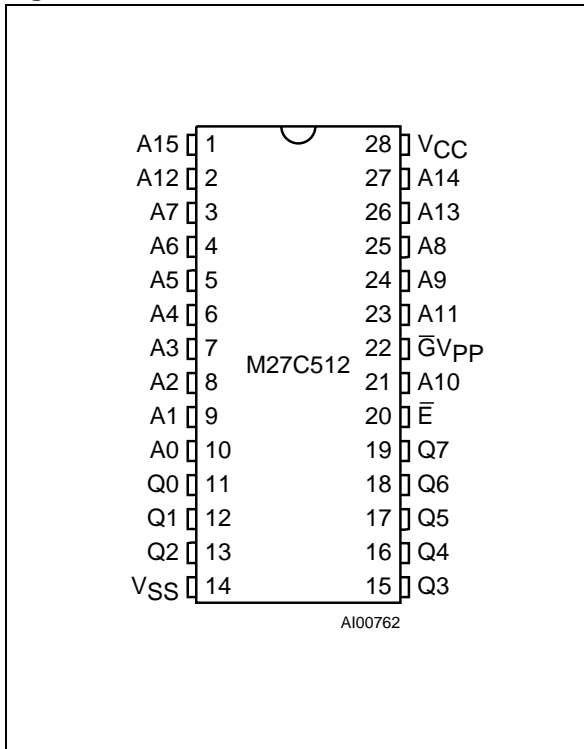 A15 1 28 VCC
A12 2 27 A14
A7 3 26 A13
A6 4 25 A8
A5 5 24 A9
A4 6 23 A11
A3 7 22 G̅VPP
M27C512
A2 8 21 A10
A1 9 20 E̅
A0 10 19 Q7
Q0 11 18 Q6
Q1 12 17 Q5
Q2 13 16 Q4
VSS 14 15 Q3
AI00762